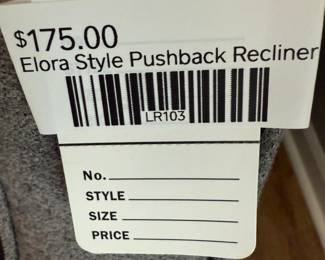 $175.00
Elora Style Pushback Recliner
LR103
No.
STYLE
SIZE
PRICE